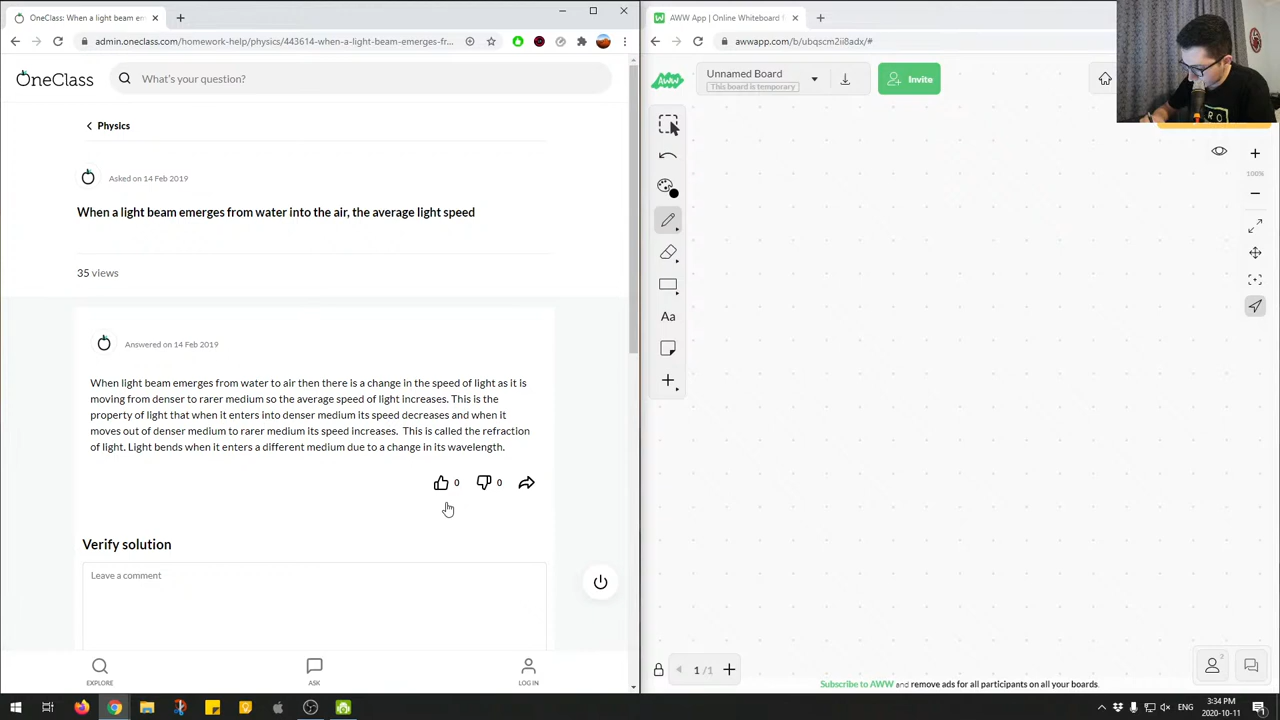 OneClass: When a light beam em
AWW App | Online Whiteboard f
admin.oneclass.com/homework-help/physics/443614-when-a-light-beam-emerges-fr...
awwapp.com/b/ubqscm2ii8adx/#
OneClass
What's your question?
Unnamed Board
This board is temporary
Invite
Physics
Asked on 14 Feb 2019
100%
When a light beam emerges from water into the air, the average light speed
35 views
Aa
Answered on 14 Feb 2019
When light beam emerges from water to air then there is a change in the speed of light as it is
moving from denser to rarer medium so the average speed of light increases. This is the
property of light that when it enters into denser medium its speed decreases and when it
moves out of denser medium to rarer medium its speed increases. This is called the refraction
of light. Light bends when it enters a different medium due to a change in its wavelength.
0 0
Verify solution
Leave a comment
EXPLORE ASK LOG IN
1 /1
Subscribe to AWW and remove ads for all participants on all your boards.
ENG
3:34 PM
2020-10-11